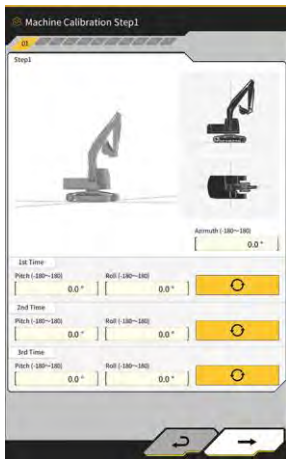 Machine Calibration Step1
01
Step1
Azimuth (-180~180)
0.0 °
1st Time
Pitch (-180~180) Roll (-180~180)
0.0 ° 0.0 °
2nd Time
Pitch (-180~180) Roll (-180~180)
0.0 ° 0.0 °
3rd Time
Pitch (-180~180) Roll (-180~180)
0.0 ° 0.0 °